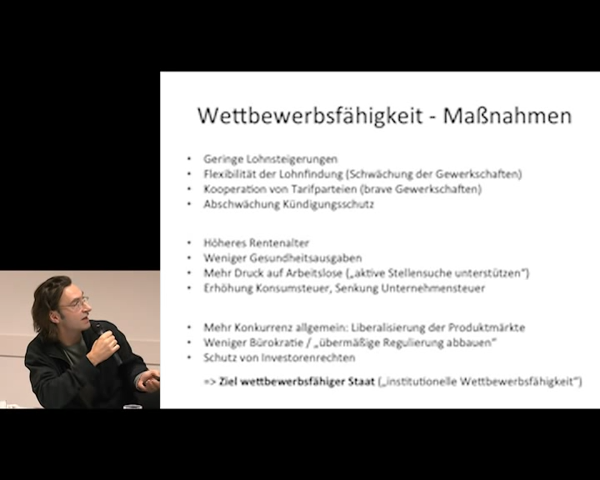 Wettbewerbsfähigkeit - Maßnahmen
• Geringe Lohnsteigerungen
• Flexibilität der Lohnfindung (Schwächung der Gewerkschaften)
• Kooperation von Tarifparteien (brave Gewerkschaften)
• Abschwächung Kündigungsschutz
• Höheres Rentenalter
• Weniger Gesundheitsausgaben
• Mehr Druck auf Arbeitslose („aktive Stellensuche unterstützen“)
• Erhöhung Konsumsteuer, Senkung Unternehmensteuer
• Mehr Konkurrenz allgemein: Liberalisierung der Produktmärkte
• Weniger Bürokratie / „übermäßige Regulierung abbauen“
• Schutz von Investorenrechten
=> Ziel wettbewerbsfähiger Staat („institutionelle Wettbewerbsfähigkeit“)